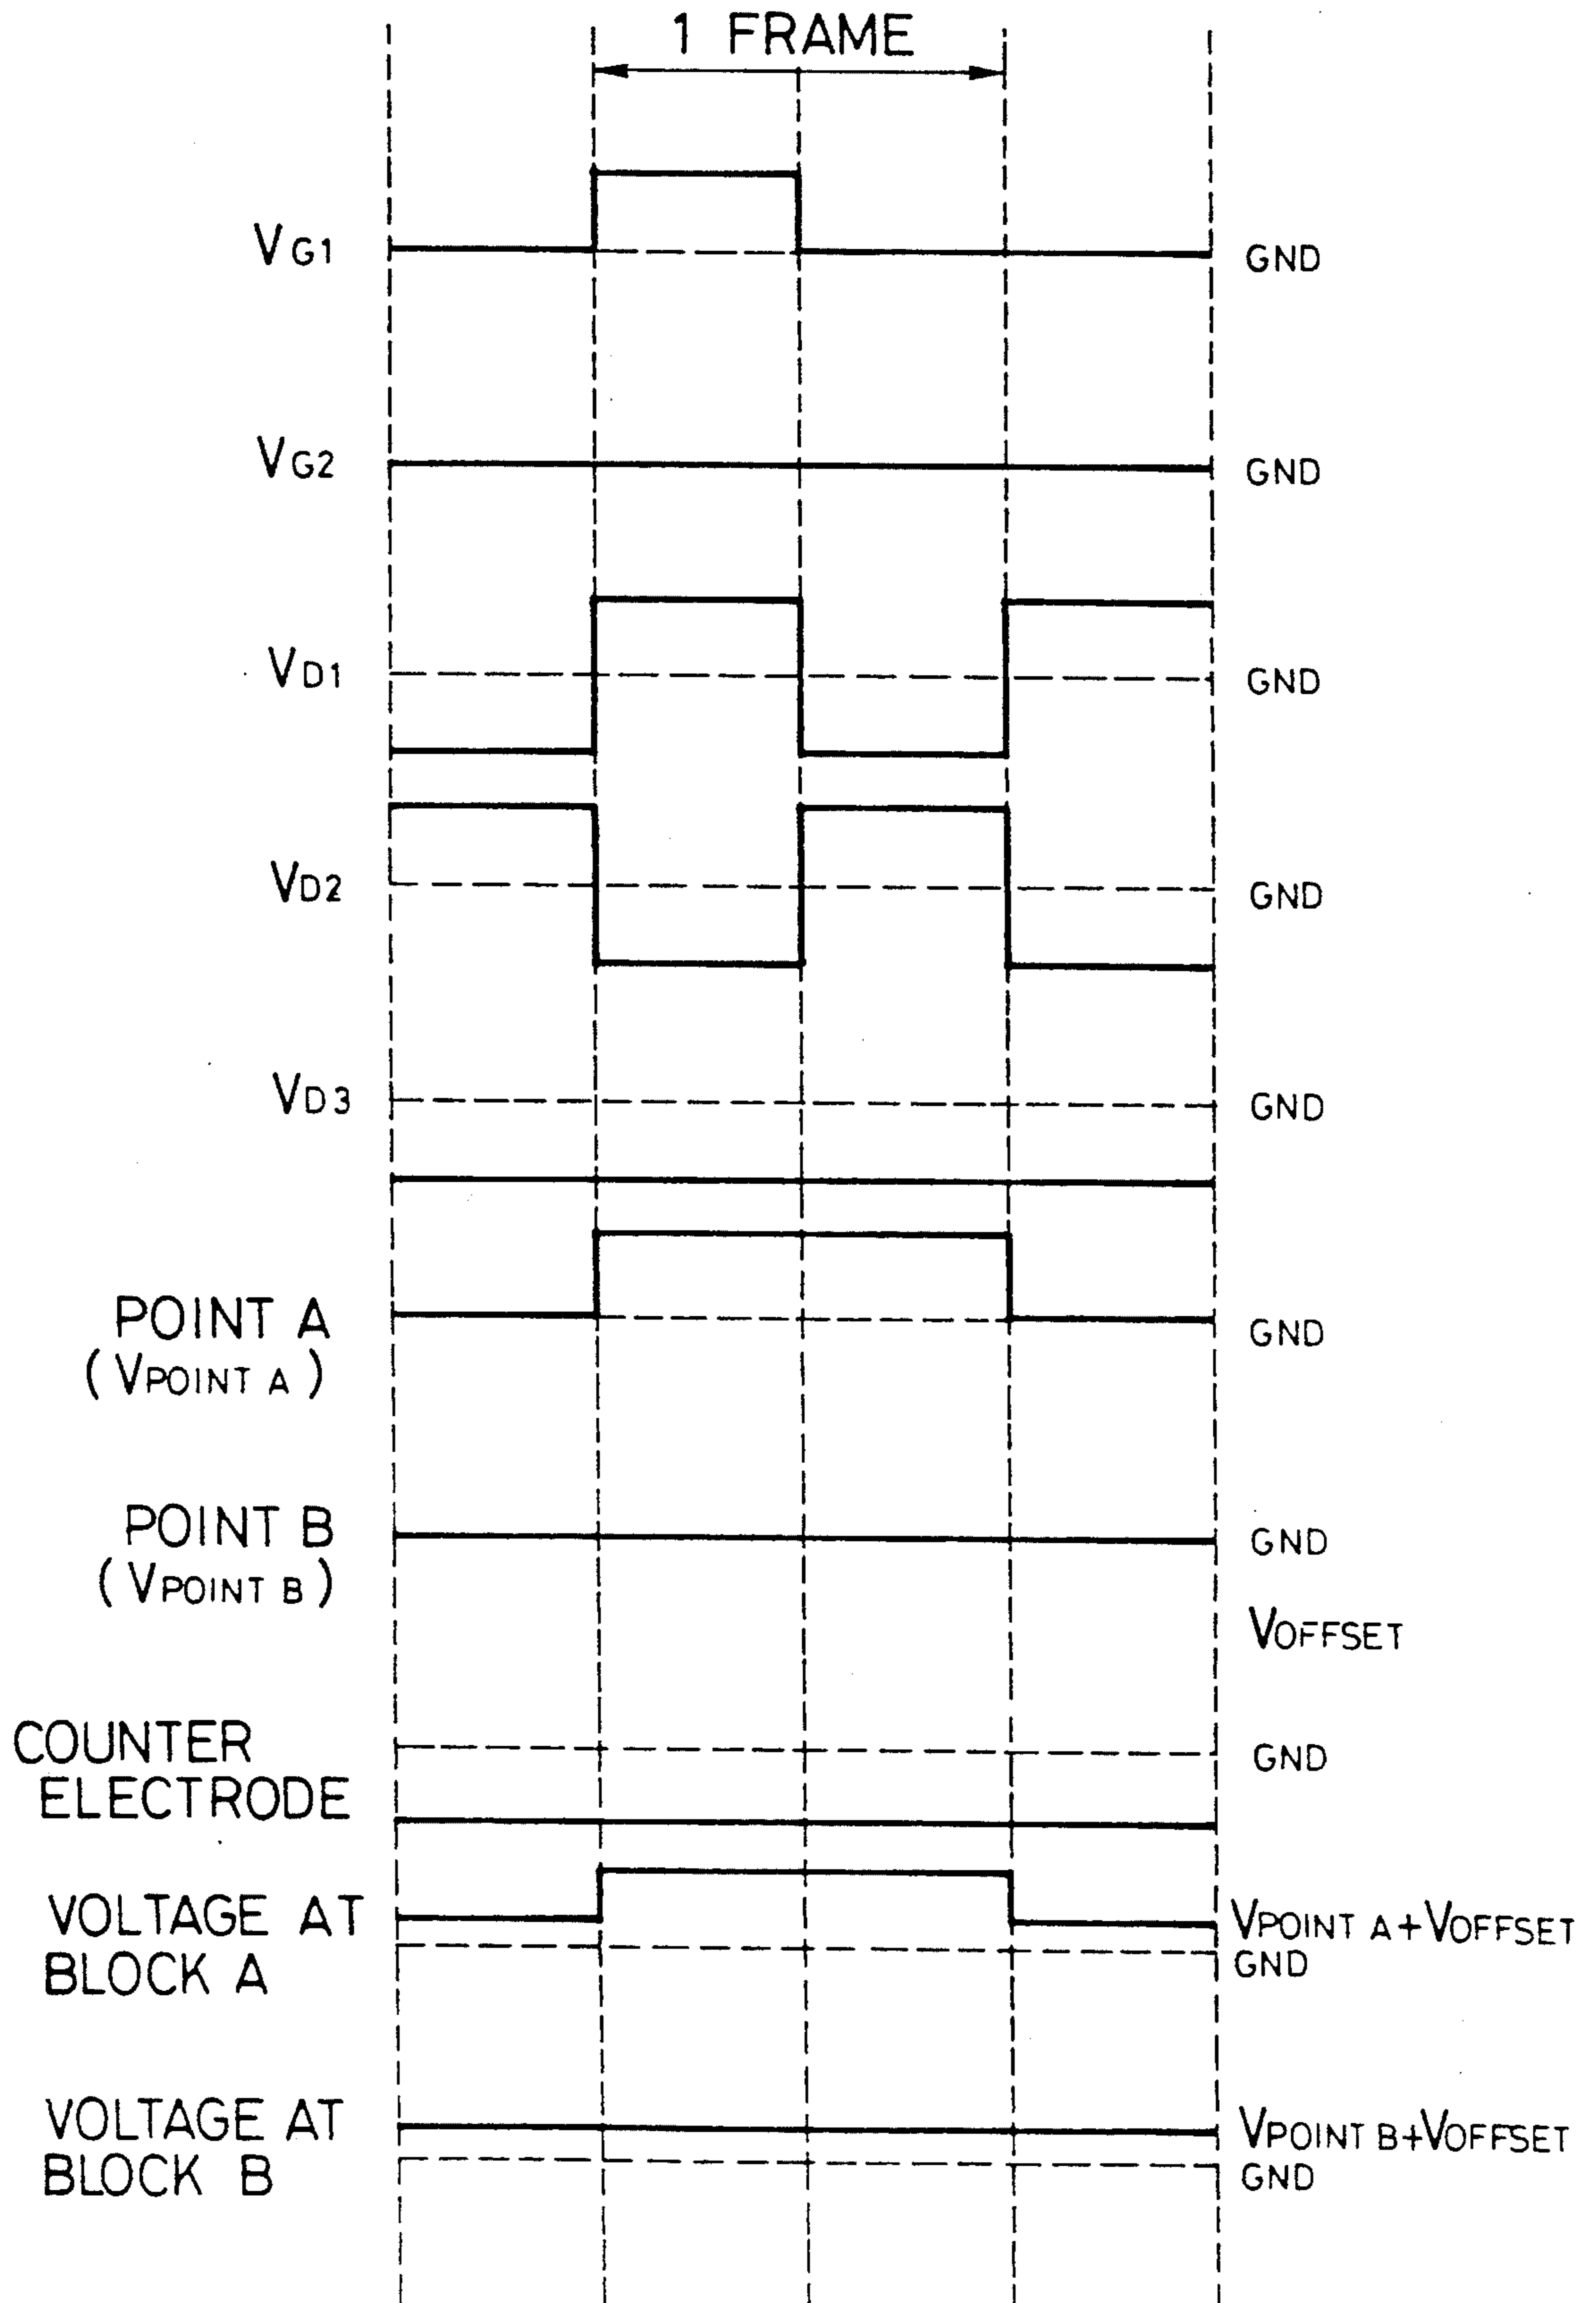 1 FRAME
VG1
GND
VG2
GND
VD1
GND
VD2
GND
VD3
GND
POINT A
(VPOINT A)
GND
POINT B
(VPOINT B)
GND
VOFFSET
COUNTER
ELECTRODE
GND
VOLTAGE AT
BLOCK A
VPOINT A+VOFFSET
GND
VOLTAGE AT
BLOCK B
VPOINT B+VOFFSET
GND